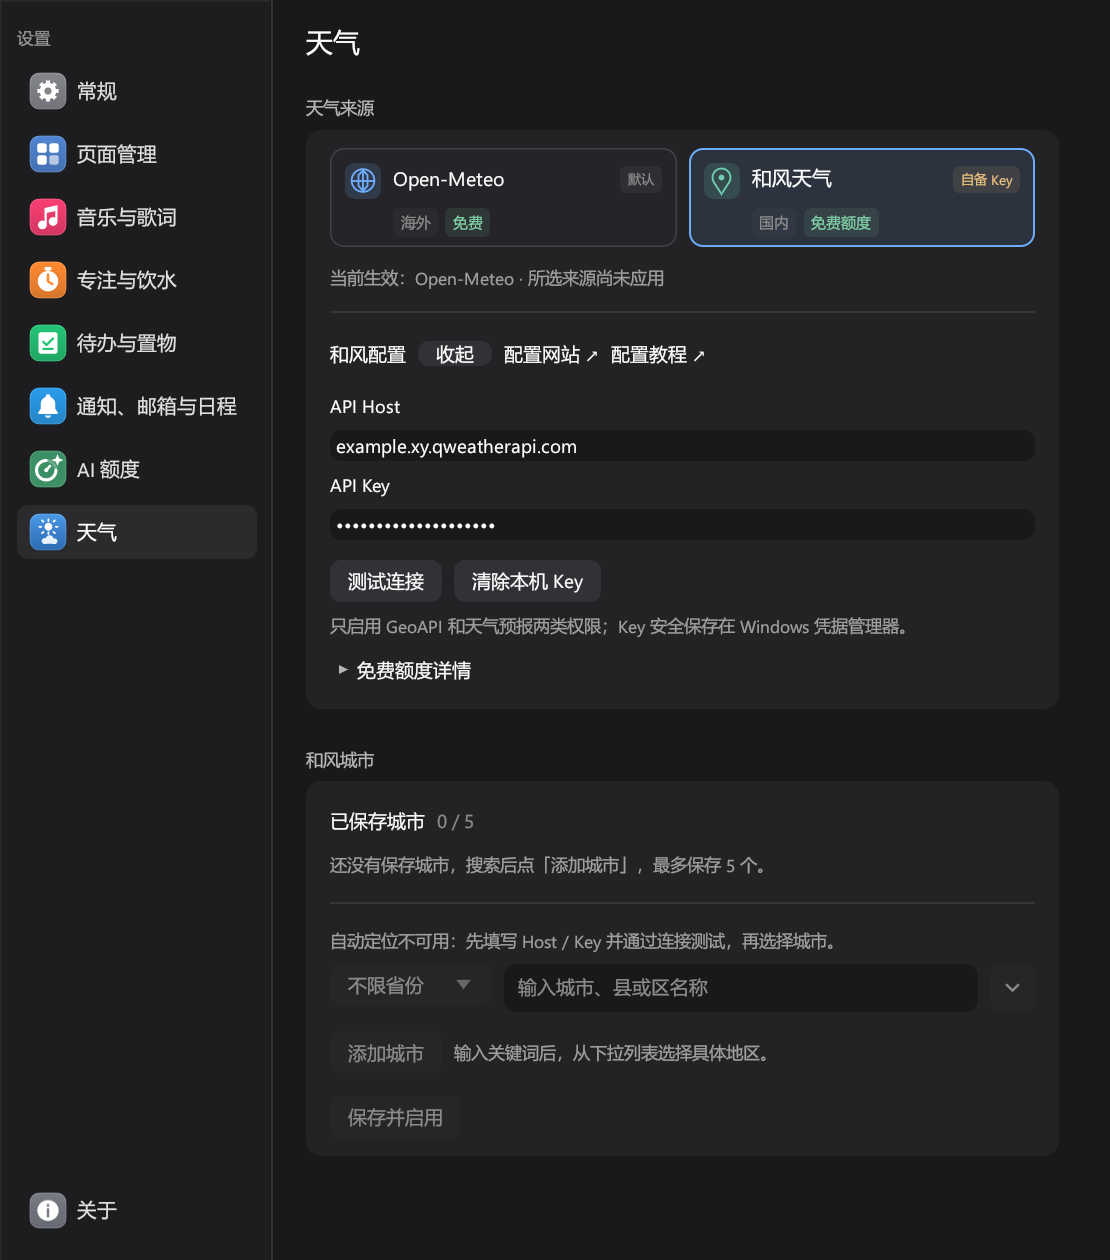 设置
常规
页面管理
音乐与歌词
专注与饮水
待办与置物
通知、邮箱与日程
AI 额度
天气
关于
天气
天气来源
Open-Meteo 默认
海外 免费
和风天气 自备 Key
国内 免费额度
当前生效：Open-Meteo · 所选来源尚未应用
和风配置 收起 配置网站 ↗ 配置教程 ↗
API Host
example.xy.qweatherapi.com
API Key
••••••••••••••••••••
测试连接 清除本机 Key
只启用 GeoAPI 和天气预报两类权限；Key 安全保存在 Windows 凭据管理器。
免费额度详情
和风城市
已保存城市 0 / 5
还没有保存城市，搜索后点「添加城市」，最多保存 5 个。
自动定位不可用：先填写 Host / Key 并通过连接测试，再选择城市。
不限省份 输入城市、县或区名称
添加城市 输入关键词后，从下拉列表选择具体地区。
保存并启用